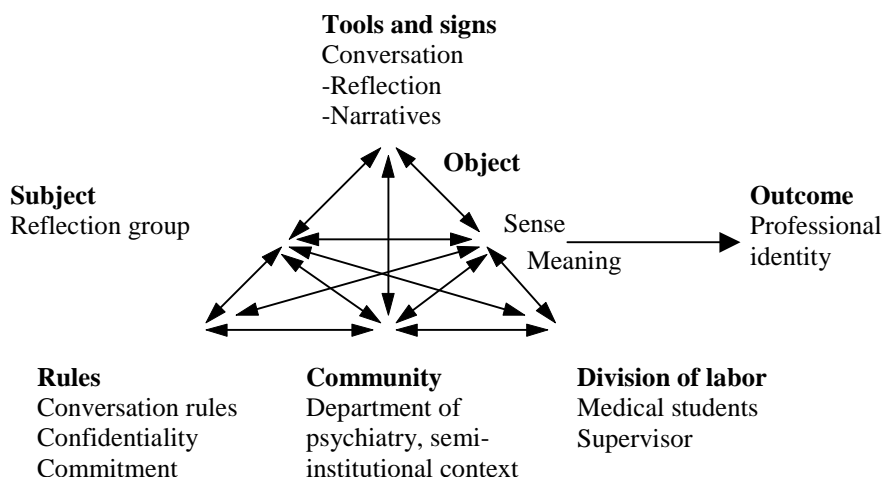 Tools and signs
Conversation
-Reflection
-Narratives
Object
Subject
Reflection group
Sense
Meaning
Outcome
Professional
identity
Rules
Conversation rules
Confidentiality
Commitment
Community
Department of
psychiatry, semi-
institutional context
Division of labor
Medical students
Supervisor